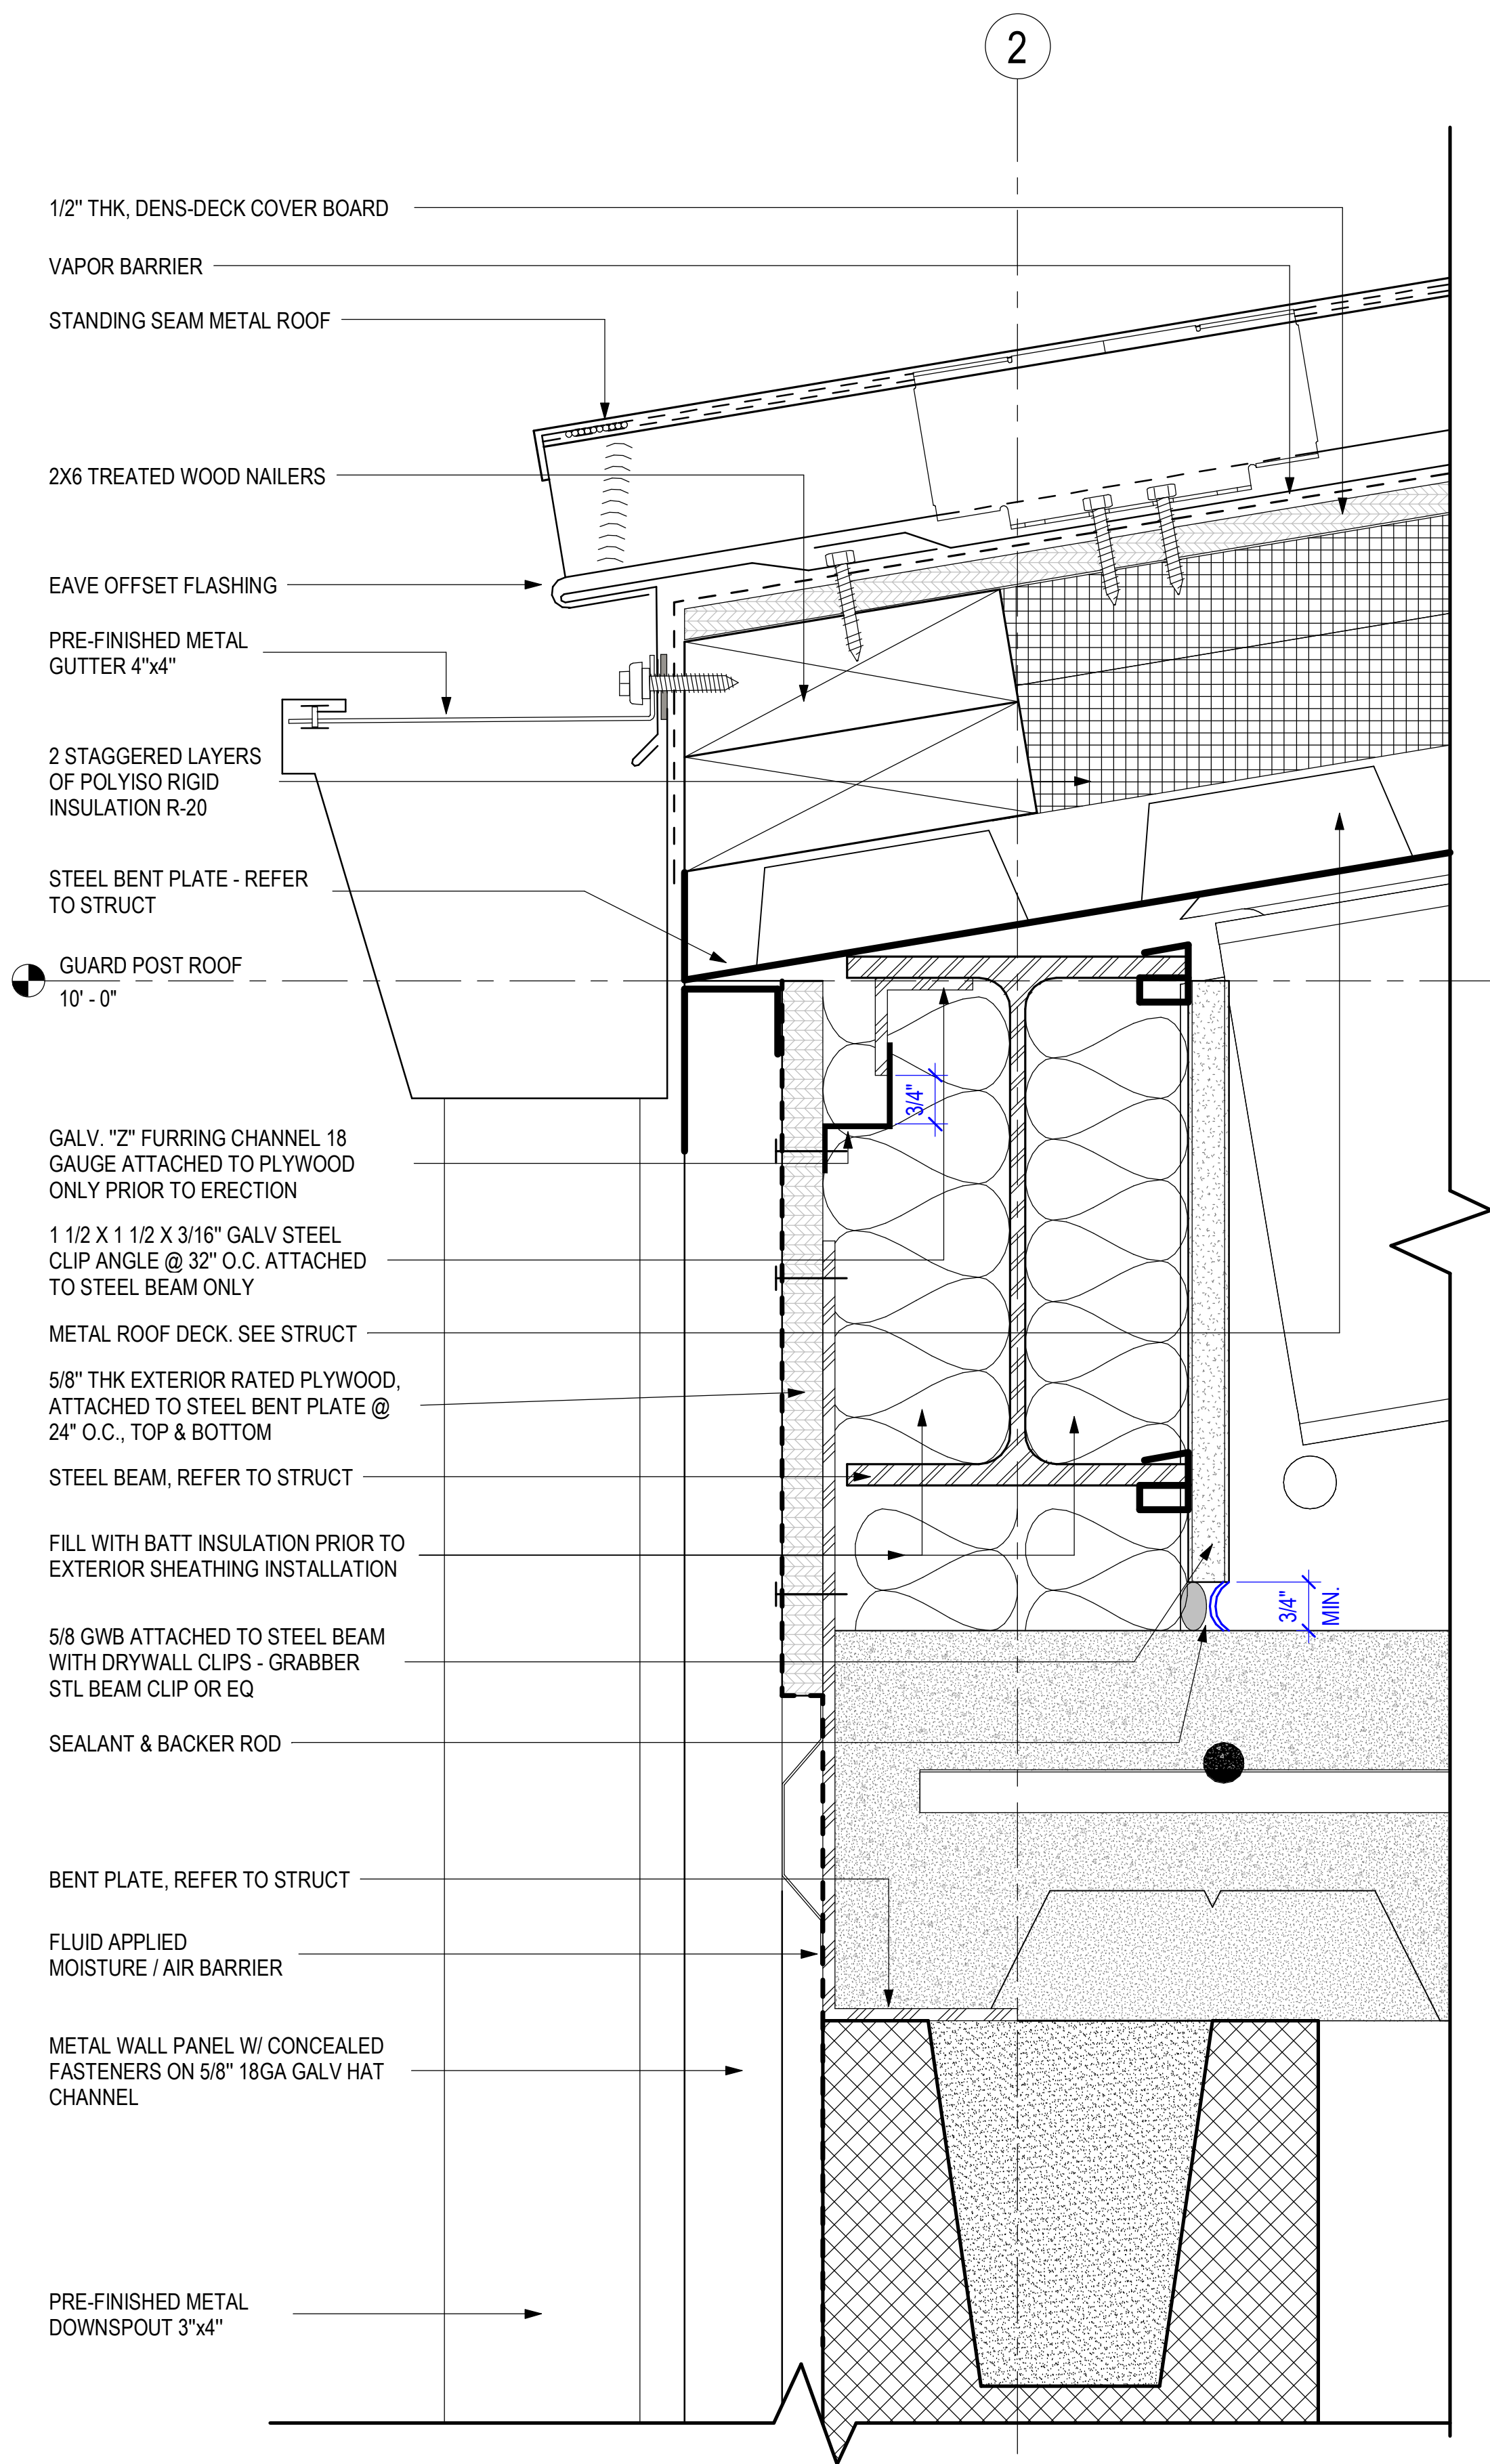 2
1/2" THK, DENS-DECK COVER BOARD
VAPOR BARRIER
STANDING SEAM METAL ROOF
2X6 TREATED WOOD NAILERS
EAVE OFFSET FLASHING
PRE-FINISHED METAL
GUTTER 4"x4"
2 STAGGERED LAYERS
OF POLYISO RIGID
INSULATION R-20
STEEL BENT PLATE - REFER
TO STRUCT
GUARD POST ROOF
10' - 0"
3/4"
GALV. "Z" FURRING CHANNEL 18
GAUGE ATTACHED TO PLYWOOD
ONLY PRIOR TO ERECTION
1 1/2 X 1 1/2 X 3/16" GALV STEEL
CLIP ANGLE @ 32" O.C. ATTACHED
TO STEEL BEAM ONLY
METAL ROOF DECK. SEE STRUCT
5/8" THK EXTERIOR RATED PLYWOOD,
ATTACHED TO STEEL BENT PLATE @
24" O.C., TOP & BOTTOM
STEEL BEAM, REFER TO STRUCT
FILL WITH BATT INSULATION PRIOR TO
EXTERIOR SHEATHING INSTALLATION
3/4"
MIN.
5/8 GWB ATTACHED TO STEEL BEAM
WITH DRYWALL CLIPS - GRABBER
STL BEAM CLIP OR EQ
SEALANT & BACKER ROD
BENT PLATE, REFER TO STRUCT
FLUID APPLIED
MOISTURE / AIR BARRIER
METAL WALL PANEL W/ CONCEALED
FASTENERS ON 5/8" 18GA GALV HAT
CHANNEL
PRE-FINISHED METAL
DOWNSPOUT 3"x4"